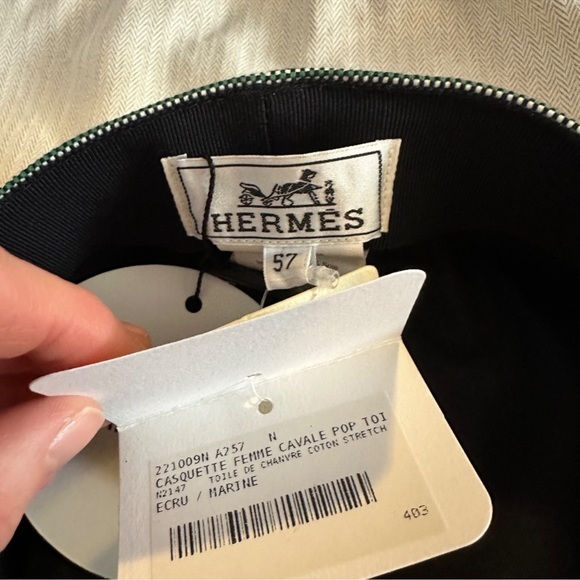 HERMÈS
57
221009N A257 N
CASQUETTE FEMME CAVALE POP TOI
N2147 TOILE DE CHANVRE COTON STRETCH
ECRU / MARINE
403